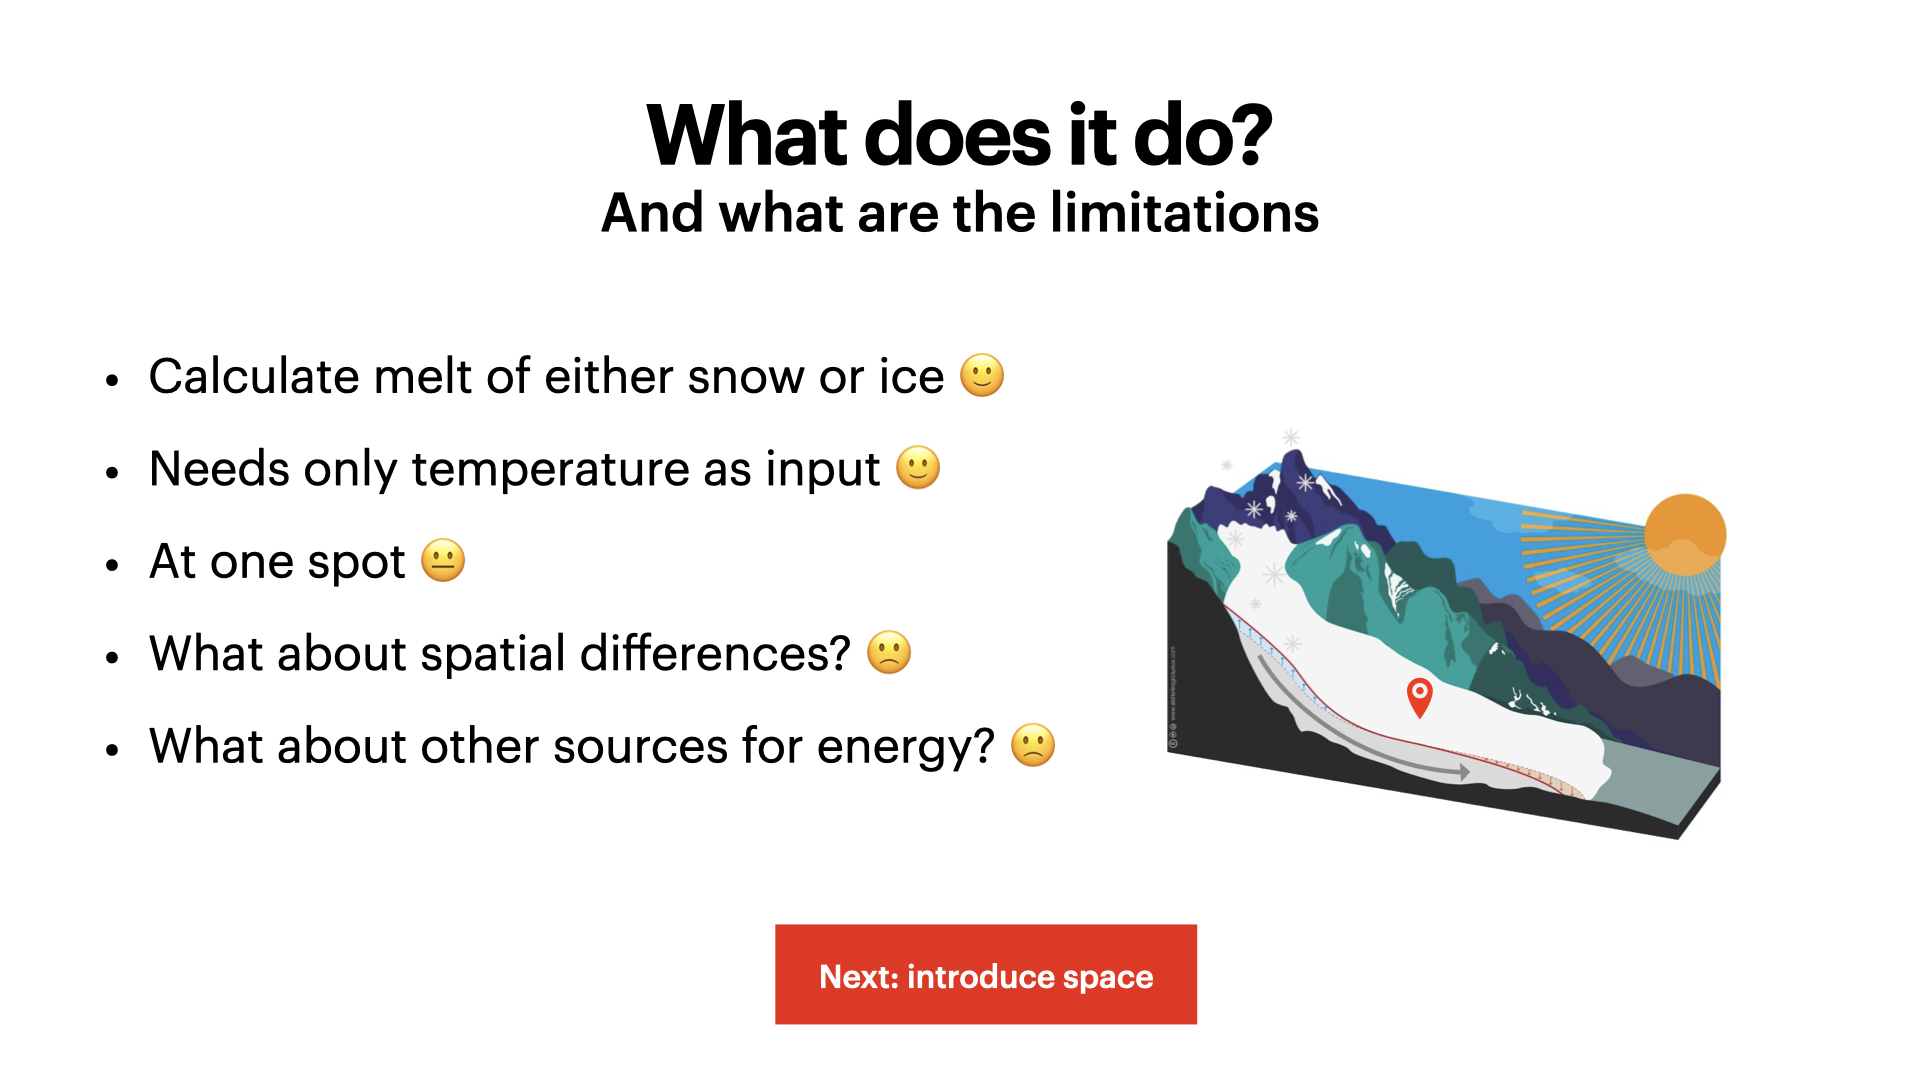 What does it do?
And what are the limitations
• Calculate melt of either snow or ice 🙂
• Needs only temperature as input 🙂
• At one spot 😐
• What about spatial differences? 🙁
• What about other sources for energy? 🙁
Next: introduce space